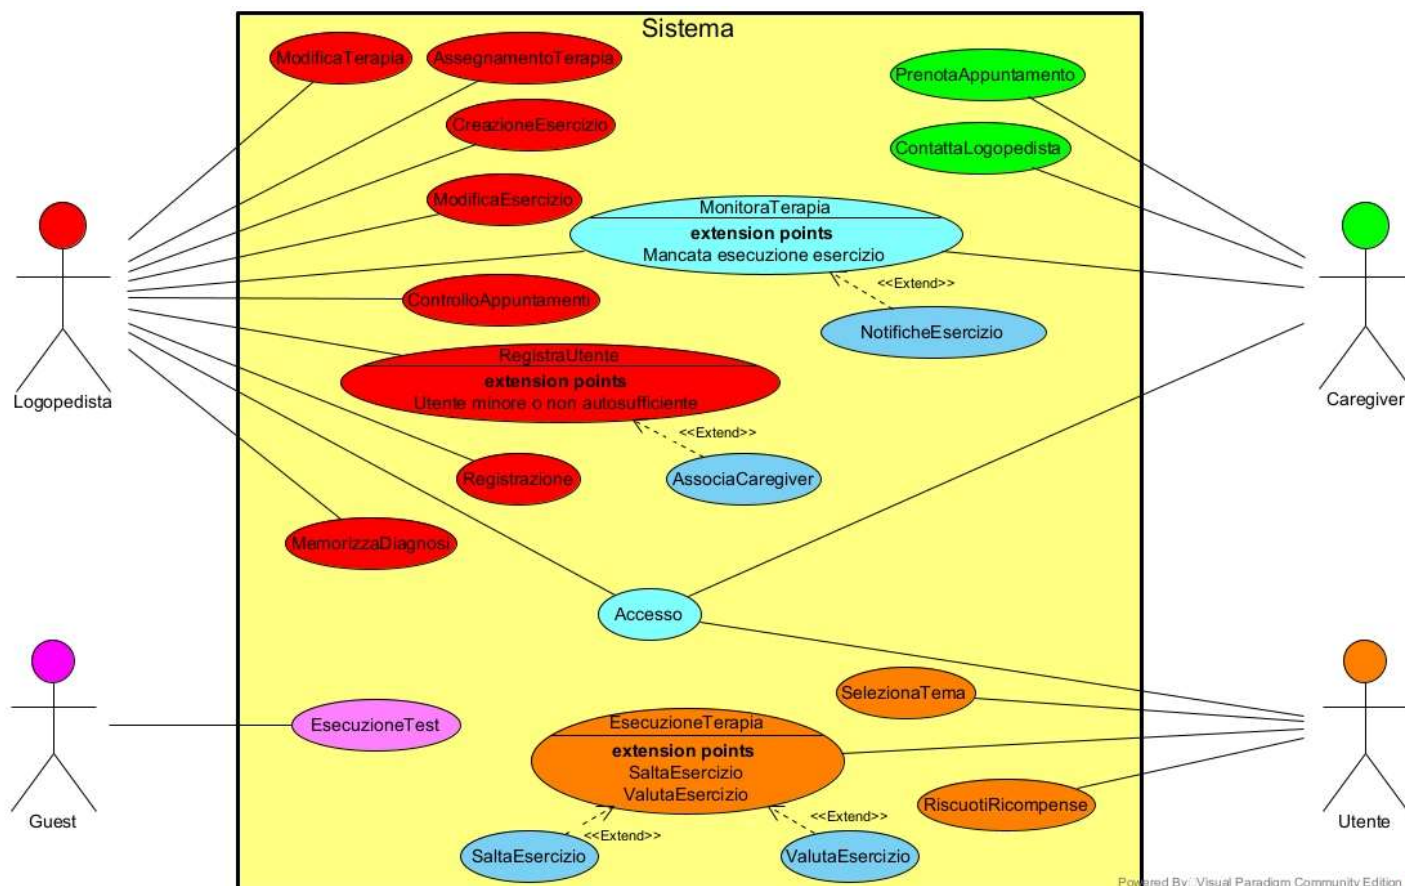 Sistema
ModificaTerapia
AssegnamentoTerapia
PrenotaAppuntamento
CreazioneEsercizio
ContattaLogopedista
ModificaEsercizio
MonitoraTerapia
extension points
Mancata esecuzione esercizio
<<Extend>>
ControlloAppuntamenti
NotificheEsercizio
RegistraUtente
extension points
Utente minore o non autosufficiente
Logopedista
Caregiver
<<Extend>>
Registrazione
AssociaCaregiver
MemorizzaDiagnosi
Accesso
SelezionaTema
EsecuzioneTest
EsecuzioneTerapia
extension points
SaltaEsercizio
ValutaEsercizio
RiscuotiRicompense
Guest
Utente
<<Extend>>
<<Extend>>
SaltaEsercizio
ValutaEsercizio
Powered By: Visual Paradigm Community Edition